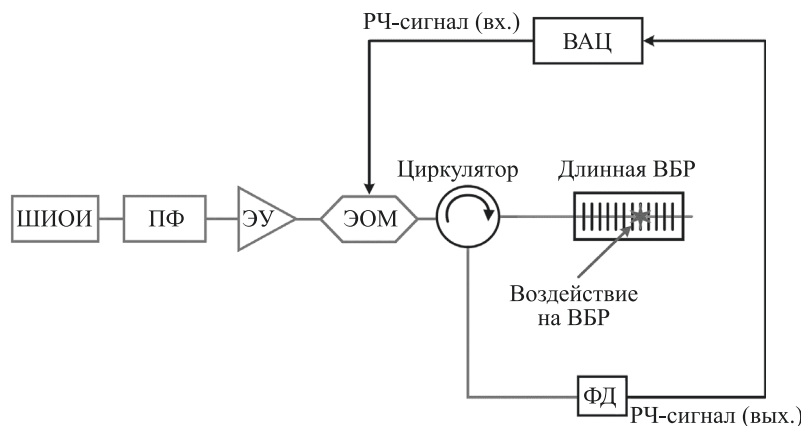 РЧ-сигнал (вх.)
ВАЦ
Циркулятор
Длинная ВБР
ШИОИ
ПФ
ЭУ
ЭОМ
Воздействие
на ВБР
ФД
РЧ-сигнал (вых.)